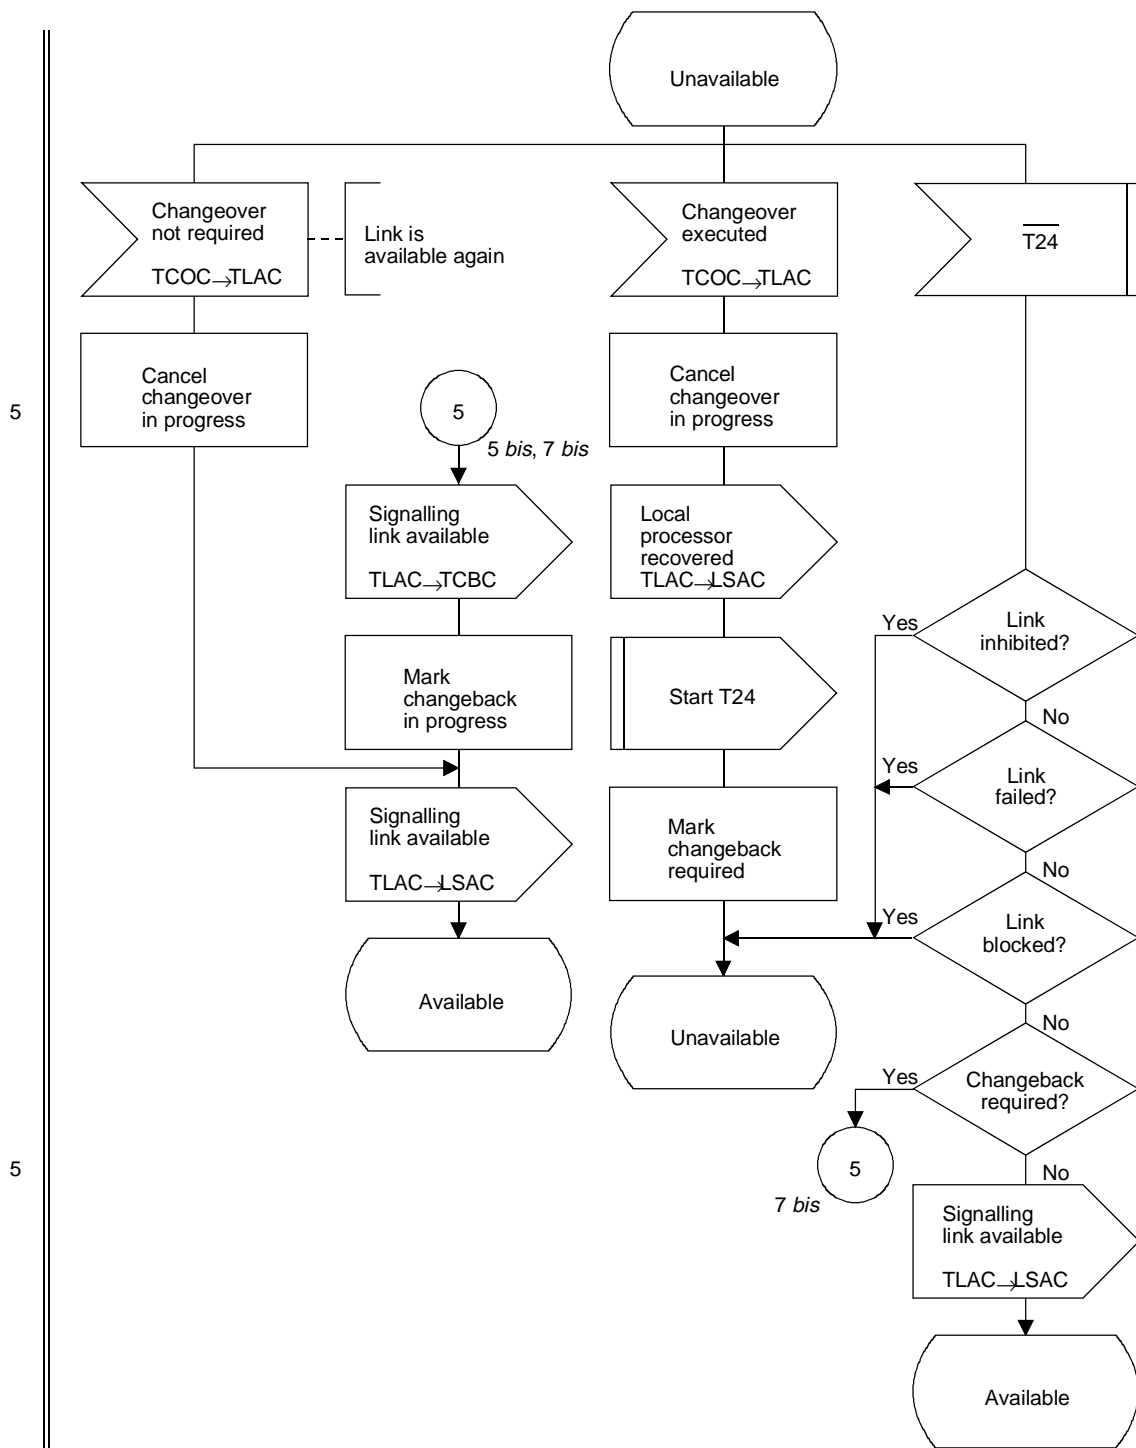 Unavailable
Changeover
not required
TCOC→TLAC
Link is
available again
Changeover
executed
TCOC→TLAC
T24
Cancel
changeover
in progress
5
5
5 bis, 7 bis
Cancel
changeover
in progress
Signalling
link available
TLAC→TCBC
Local
processor
recovered
TLAC→LSAC
Yes
Link
inhibited?
No
Mark
changeback
in progress
Start T24
Yes
Link
failed?
No
Signalling
link available
TLAC→LSAC
Mark
changeback
required
Yes
Link
blocked?
No
Available
Unavailable
Yes
Changeback
required?
No
5
5
7 bis
Signalling
link available
TLAC→LSAC
Available